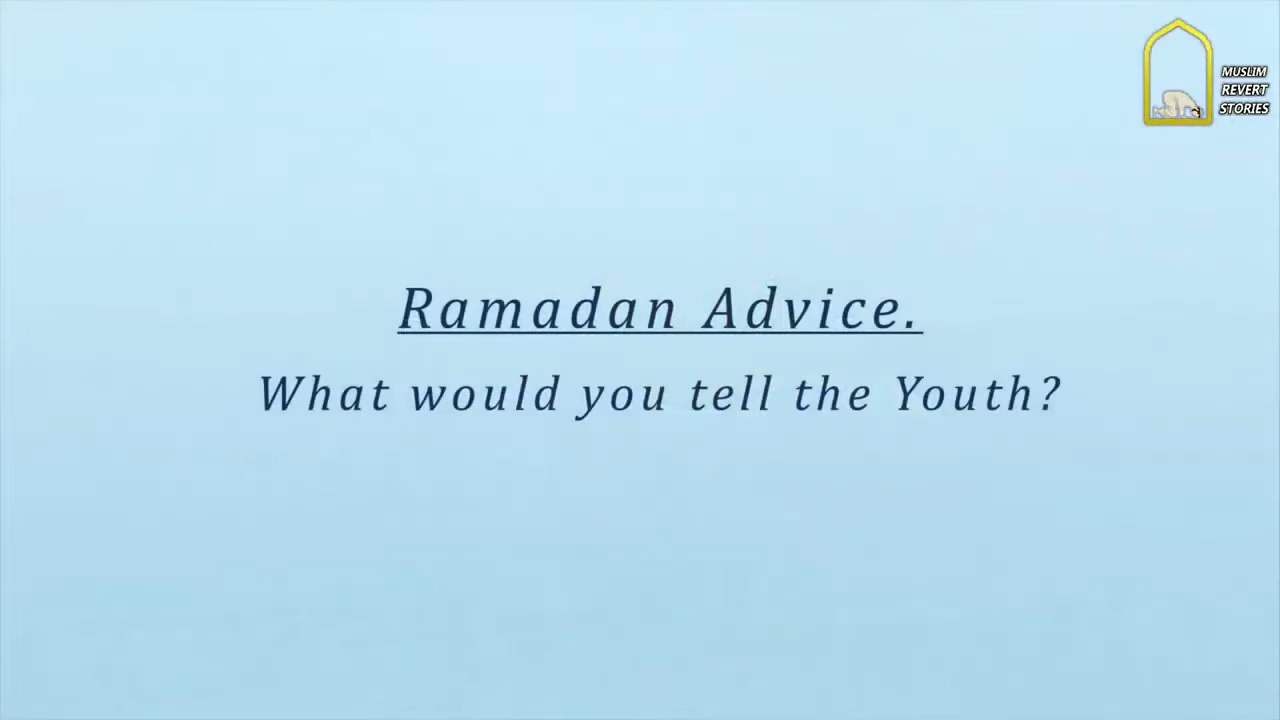 MUSLIM
REVERT
STORIES
Ramadan Advice.
What would you tell the Youth?